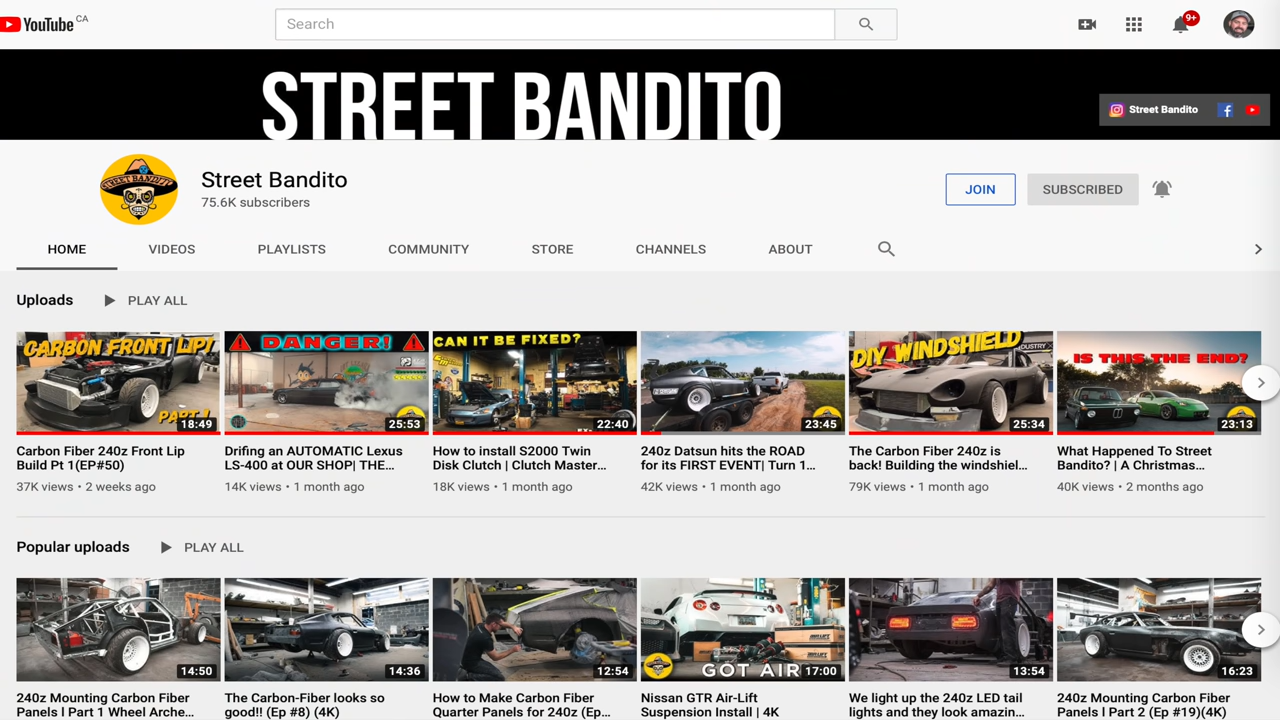 YouTube CA
Search
9+
STREET BANDITO
Street Bandito
STREET BANDITO
Street Bandito
75.6K subscribers
JOIN
SUBSCRIBED
HOME
VIDEOS
PLAYLISTS
COMMUNITY
STORE
CHANNELS
ABOUT
Uploads
PLAY ALL
CARBON FRONT LIP!
PART 1
18:49
DANGER!
25:53
CAN IT BE FIXED?
22:40
23:45
DIY WINDSHIELD
INDUSTRY
25:34
IS THIS THE END?
23:13
Carbon Fiber 240z Front Lip
Build Pt 1(EP#50)
37K views • 2 weeks ago
Drifing an AUTOMATIC Lexus
LS-400 at OUR SHOP| THE...
14K views • 1 month ago
How to install S2000 Twin
Disk Clutch | Clutch Master...
18K views • 1 month ago
240z Datsun hits the ROAD
for its FIRST EVENT| Turn 1...
42K views • 1 month ago
The Carbon Fiber 240z is
back! Building the windshiel...
79K views • 1 month ago
What Happened To Street
Bandito? | A Christmas...
40K views • 2 months ago
Popular uploads
PLAY ALL
14:50
14:36
12:54
GOT AIR
17:00
13:54
16:23
240z Mounting Carbon Fiber
Panels l Part 1 Wheel Arche...
The Carbon-Fiber looks so
good!! (Ep #8) (4K)
How to Make Carbon Fiber
Quarter Panels for 240z (Ep...
Nissan GTR Air-Lift
Suspension Install | 4K
We light up the 240z LED tail
lights and they look amazin...
240z Mounting Carbon Fiber
Panels l Part 2 (Ep #19)(4K)